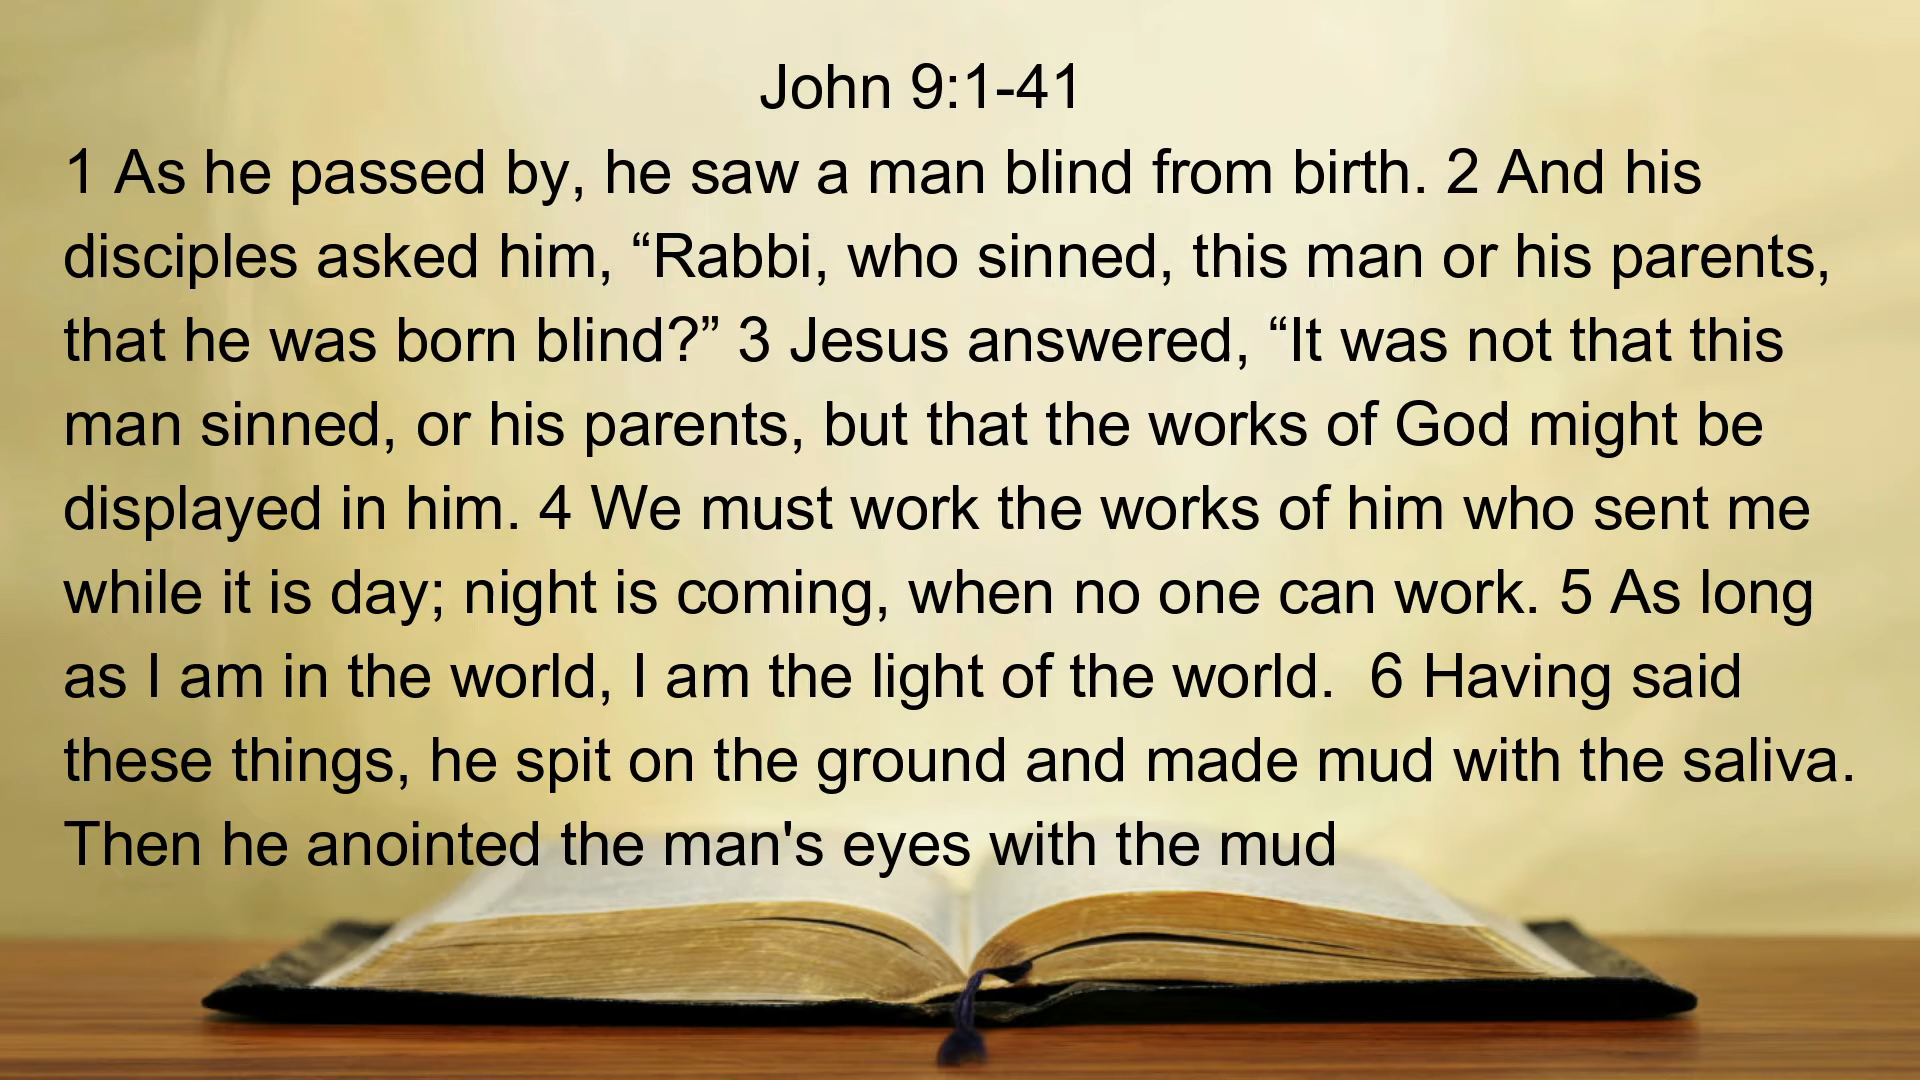 John 9:1-41
1 As he passed by, he saw a man blind from birth. 2 And his
disciples asked him, “Rabbi, who sinned, this man or his parents,
that he was born blind?” 3 Jesus answered, “It was not that this
man sinned, or his parents, but that the works of God might be
displayed in him. 4 We must work the works of him who sent me
while it is day; night is coming, when no one can work. 5 As long
as I am in the world, I am the light of the world.  6 Having said
these things, he spit on the ground and made mud with the saliva.
Then he anointed the man's eyes with the mud